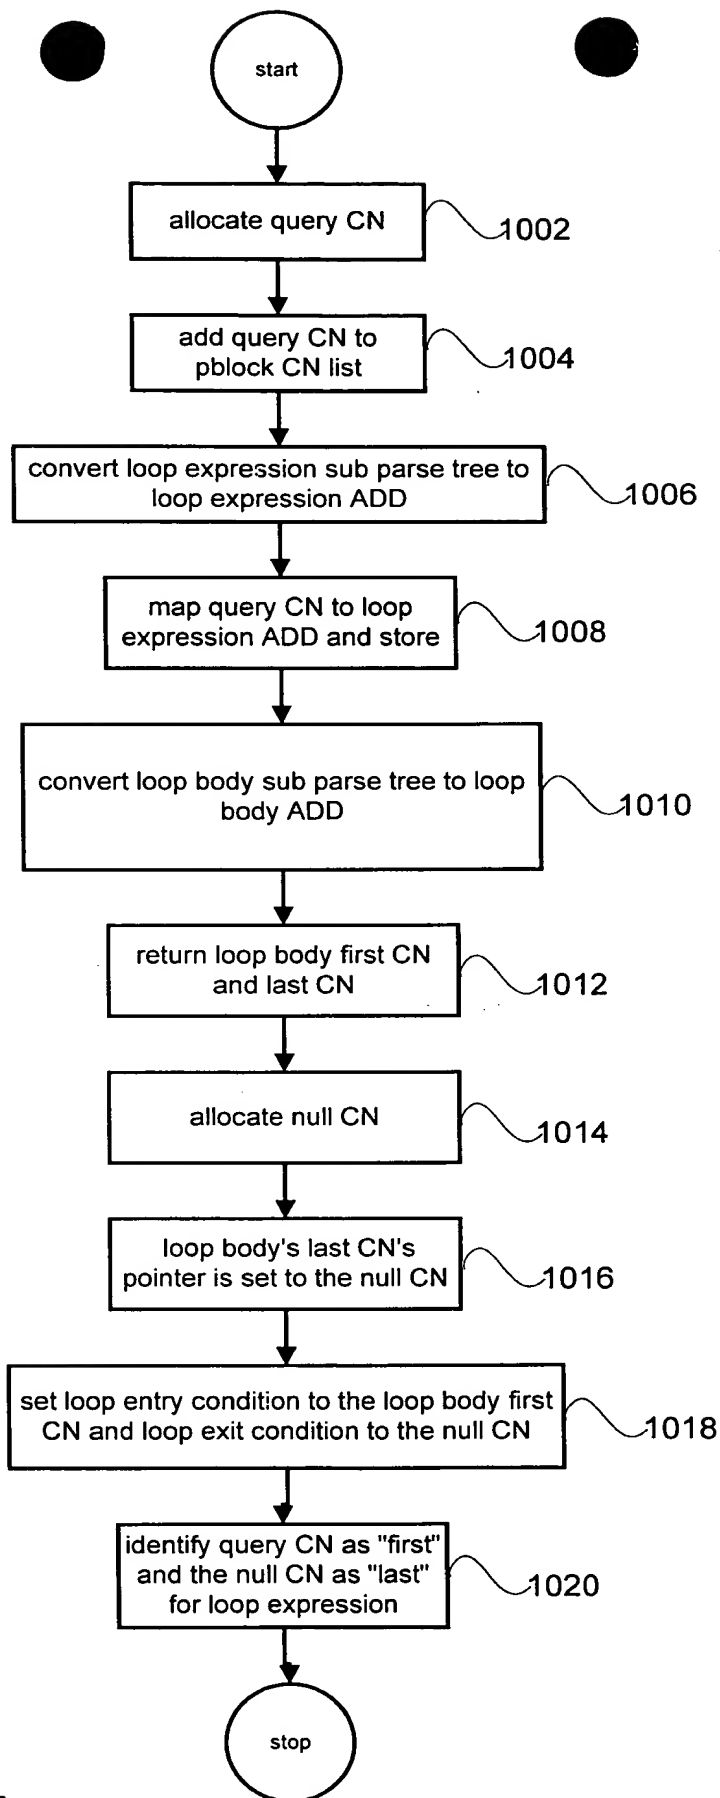 start
allocate query CN
1002
add query CN to
pblock CN list
1004
convert loop expression sub parse tree to
loop expression ADD
1006
map query CN to loop
expression ADD and store
1008
convert loop body sub parse tree to loop
body ADD
1010
return loop body first CN
and last CN
1012
allocate null CN
1014
loop body's last CN's
pointer is set to the null CN
1016
set loop entry condition to the loop body first
CN and loop exit condition to the null CN
1018
identify query CN as "first"
and the null CN as "last"
for loop expression
1020
stop